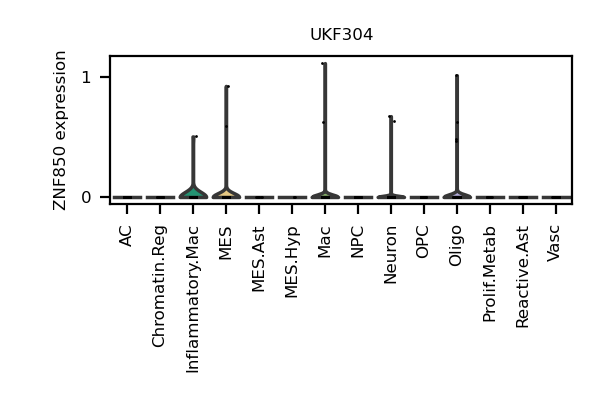 UKF304
ZNF850 expression
1
0
AC
Chromatin.Reg
Inflammatory.Mac
MES
MES.Ast
MES.Hyp
Mac
NPC
Neuron
OPC
Oligo
Prolif.Metab
Reactive.Ast
Vasc